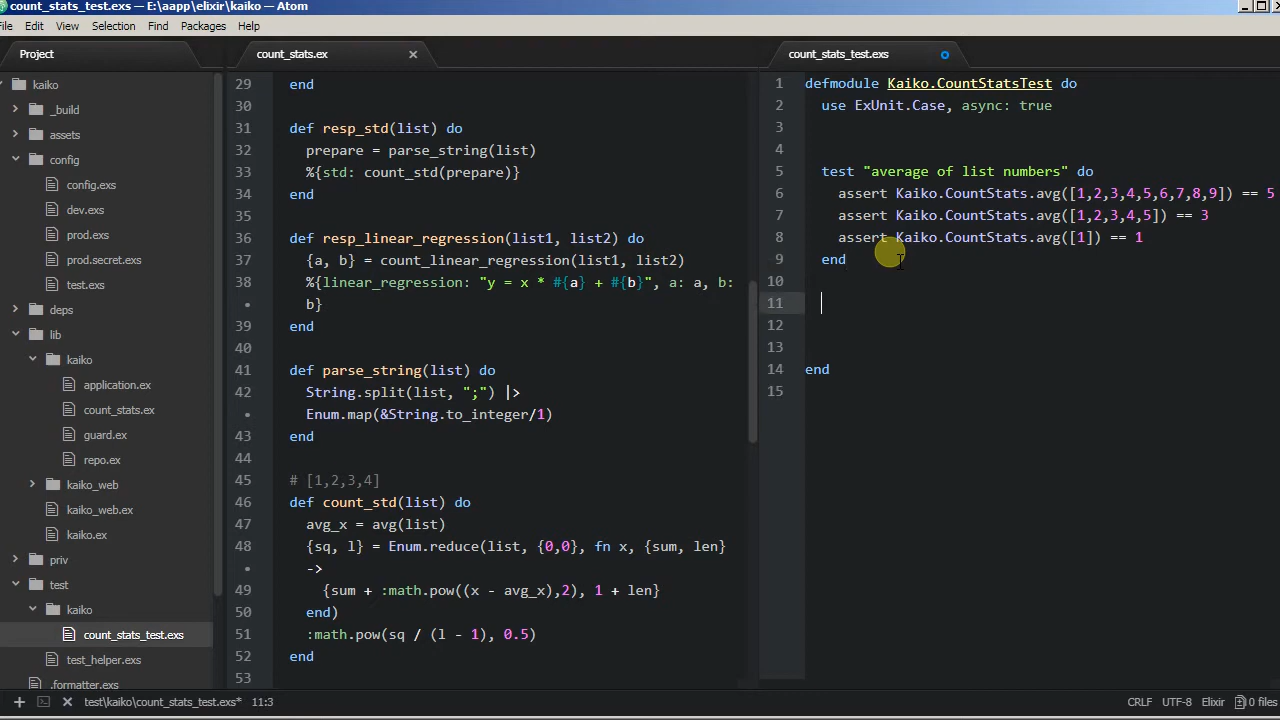 count_stats_test.exs — E:\aapp\elixir\kaiko — Atom
File Edit View Selection Find Packages Help
Project
kaiko
_build
assets
config
config.exs
dev.exs
prod.exs
prod.secret.exs
test.exs
deps
lib
kaiko
application.ex
count_stats.ex
guard.ex
repo.ex
kaiko_web
kaiko_web.ex
kaiko.ex
priv
test
kaiko
count_stats_test.exs
test_helper.exs
.formatter.exs
count_stats.ex
29 end
30
31 def resp_std(list) do
32 prepare = parse_string(list)
33 %{std: count_std(prepare)}
34 end
35
36 def resp_linear_regression(list1, list2) do
37 {a, b} = count_linear_regression(list1, list2)
38 %{linear_regression: "y = x * #{a} + #{b}", a: a, b:
• b}
39 end
40
41 def parse_string(list) do
42 String.split(list, ";") |>
• Enum.map(&String.to_integer/1)
43 end
44
45 # [1,2,3,4]
46 def count_std(list) do
47 avg_x = avg(list)
48 {sq, l} = Enum.reduce(list, {0,0}, fn x, {sum, len}
• ->
49 {sum + :math.pow((x - avg_x),2), 1 + len}
50 end)
51 :math.pow(sq / (l - 1), 0.5)
52 end
53
count_stats_test.exs
1 defmodule Kaiko.CountStatsTest do
2 use ExUnit.Case, async: true
3
4
5 test "average of list numbers" do
6 assert Kaiko.CountStats.avg([1,2,3,4,5,6,7,8,9]) == 5
7 assert Kaiko.CountStats.avg([1,2,3,4,5]) == 3
8 assert Kaiko.CountStats.avg([1]) == 1
9 end
10
11
12
13
14 end
15
test\kaiko\count_stats_test.exs* 11:3 CRLF UTF-8 Elixir 0 files